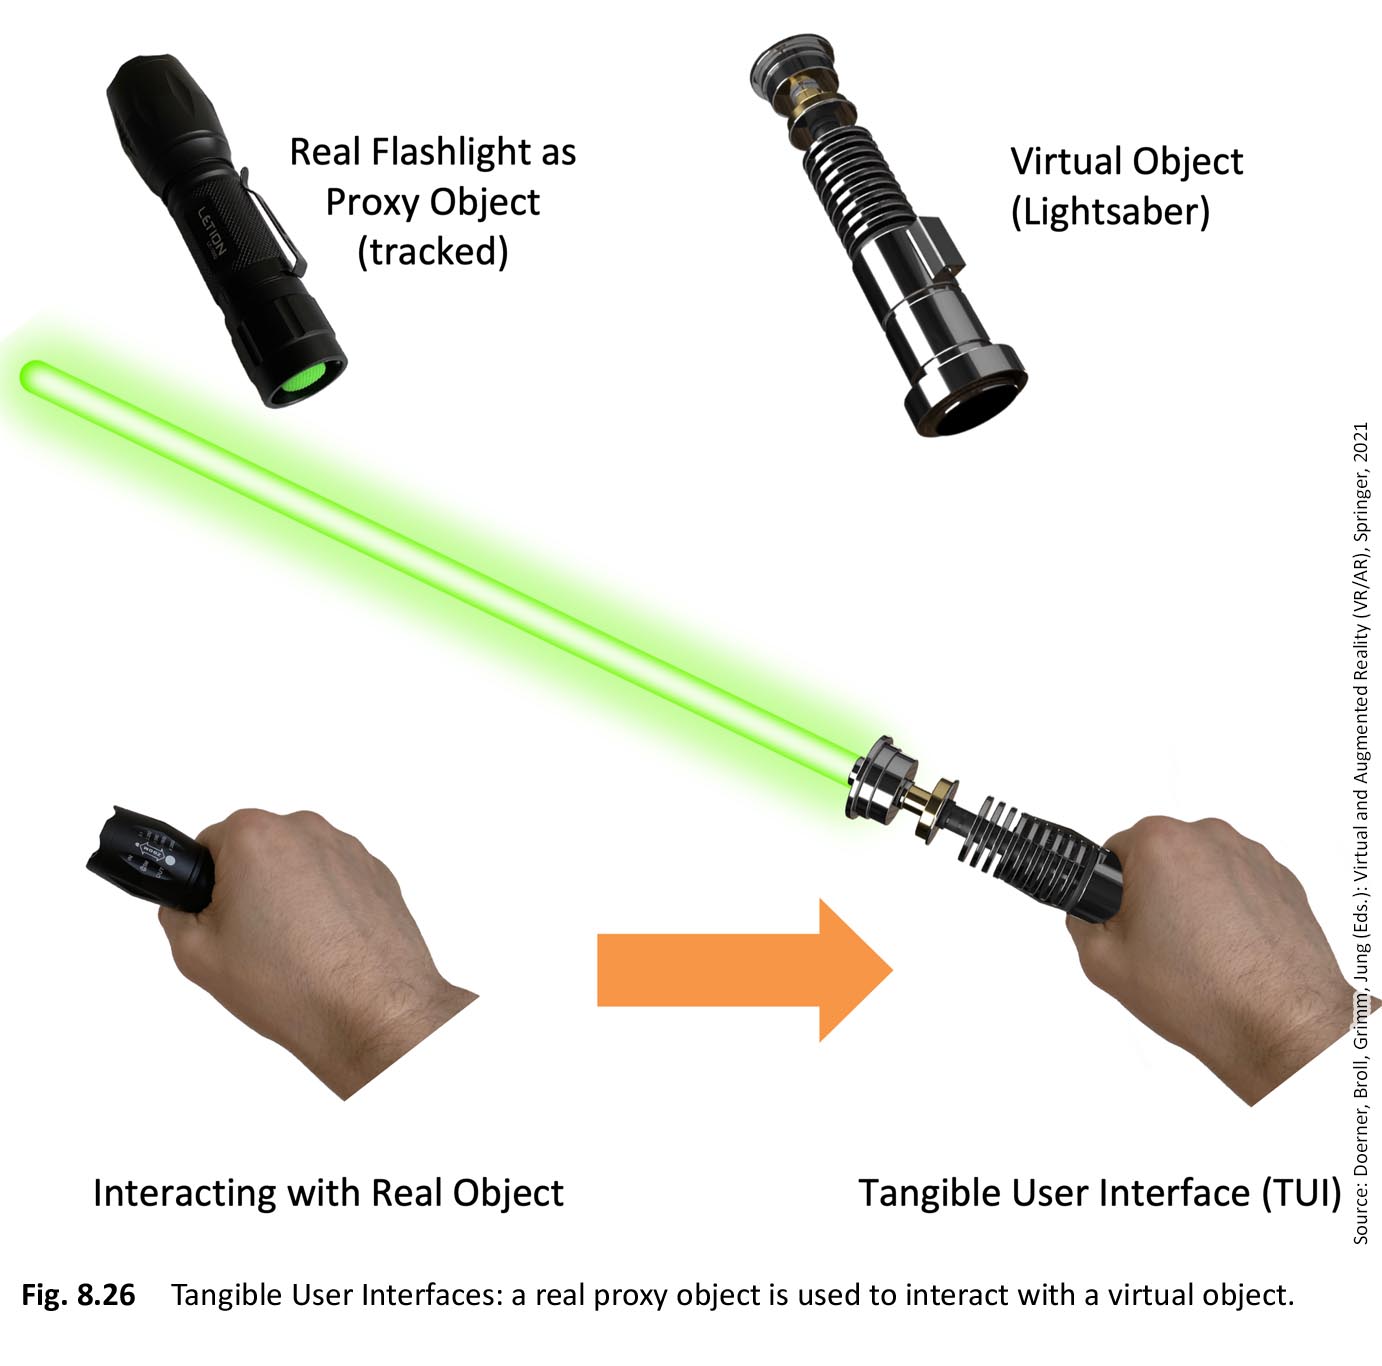 Real Flashlight as
Proxy Object
(tracked)
Virtual Object
(Lightsaber)
LETION
ZOOM
Interacting with Real Object
Tangible User Interface (TUI)
Source: Doerner, Broll, Grimm, Jung (Eds.): Virtual and Augmented Reality (VR/AR), Springer, 2021
Fig. 8.26 Tangible User Interfaces: a real proxy object is used to interact with a virtual object.